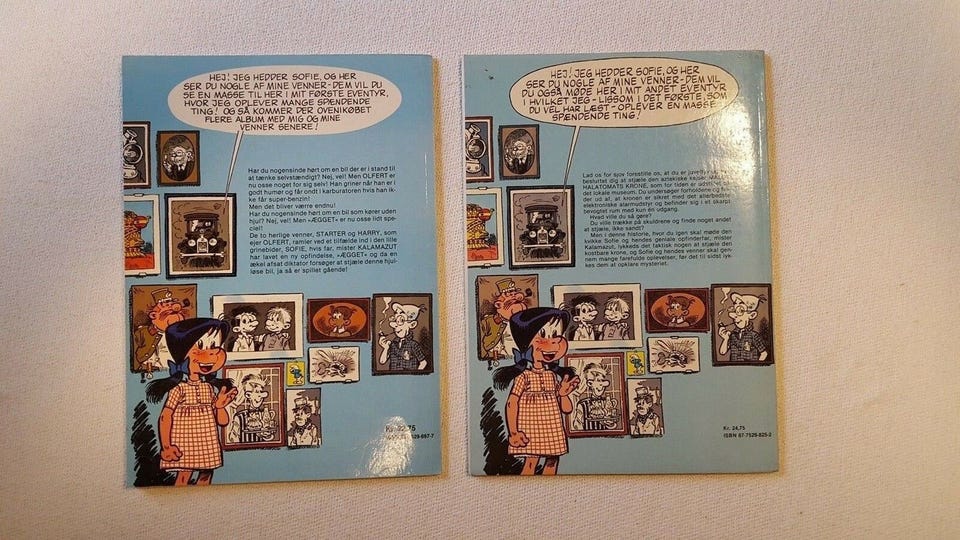 HEJ! JEG HEDDER SOFIE, OG HER
SER DU NOGLE AF MINE VENNER-DEM VIL DU
SE EN MASSE TIL HER I MIT FØRSTE EVENTYR,
HVOR JEG OPLEVER MANGE SPÆNDENDE
TING! OG SÅ KOMMER DER OVENIKØBET
FLERE ALBUM MED MIG OG MINE
VENNER SENERE!
Har du nogensinde hørt om en bil der er i stand til
at tænke selvstændigt? Nej, vel! Men OLFERT er
nu osse noget for sig selv! Han griner når han er i
godt humør og får ondt i karburatoren hvis han ik-
ke får super-benzin!
Men det bliver værre endnu!
Har du nogensinde hørt om en bil som kører uden
hjul? Nej, vel! Men »ÆGGET« er nu osse lidt spe-
ciel!
De to herlige venner, STARTER og HARRY, som
ejer OLFERT, ramler ved et tilfælde ind i den lille
grinebider, SOFIE, hvis far, mister KALAMAZUT
har lavet en ny opfindelse, »ÆGGET« og da en
ækel afsat diktator forsøger at stjæle denne hjul-
løse bil, ja så er spillet gående!
Kr. 75
HEJ! JEG HEDDER SOFIE, OG HER
SER DU NOGLE AF MINE VENNER-DEM VIL
DU OGSÅ MØDE HER I MIT ANDET EVENTYR
I HVILKET JEG - LISSOM I DET FØRSTE, SOM
DU VEL HAR LÆST - OPLEVER EN MASSE
SPÆNDENDE TING!
Lad os for sjov forestille os, at du er juveltyv
besluttet dig at stjæle den aztekiske
HALATOMATS KRONE, som for tiden er udstillet
det lokale museum. Du undersøger forholdene og fin-
der ud af, at kronen er sikret med det allerbedste
elektroniske alarmudstyr og befinder sig i et skarpt
bevogtet rum med kun én udgang.
Hvad ville du så gøre?
Du ville trække på skuldrene og finde noget andet
at stjæle, ikke sandt?
Men i denne historie, hvor du igen skal møde den
kvikke Sofie og hendes geniale opfinderfar, mister
Kalamazut, lykkedes det faktisk nogen at stjæle den
kostbare krone, og Sofie og hendes venner skal gen-
nem mange farefulde oplevelser, før det til sidst lyk-
kes dem at opklare mysteriet.
Kr. 24,75
ISBN 87-7529-825-2